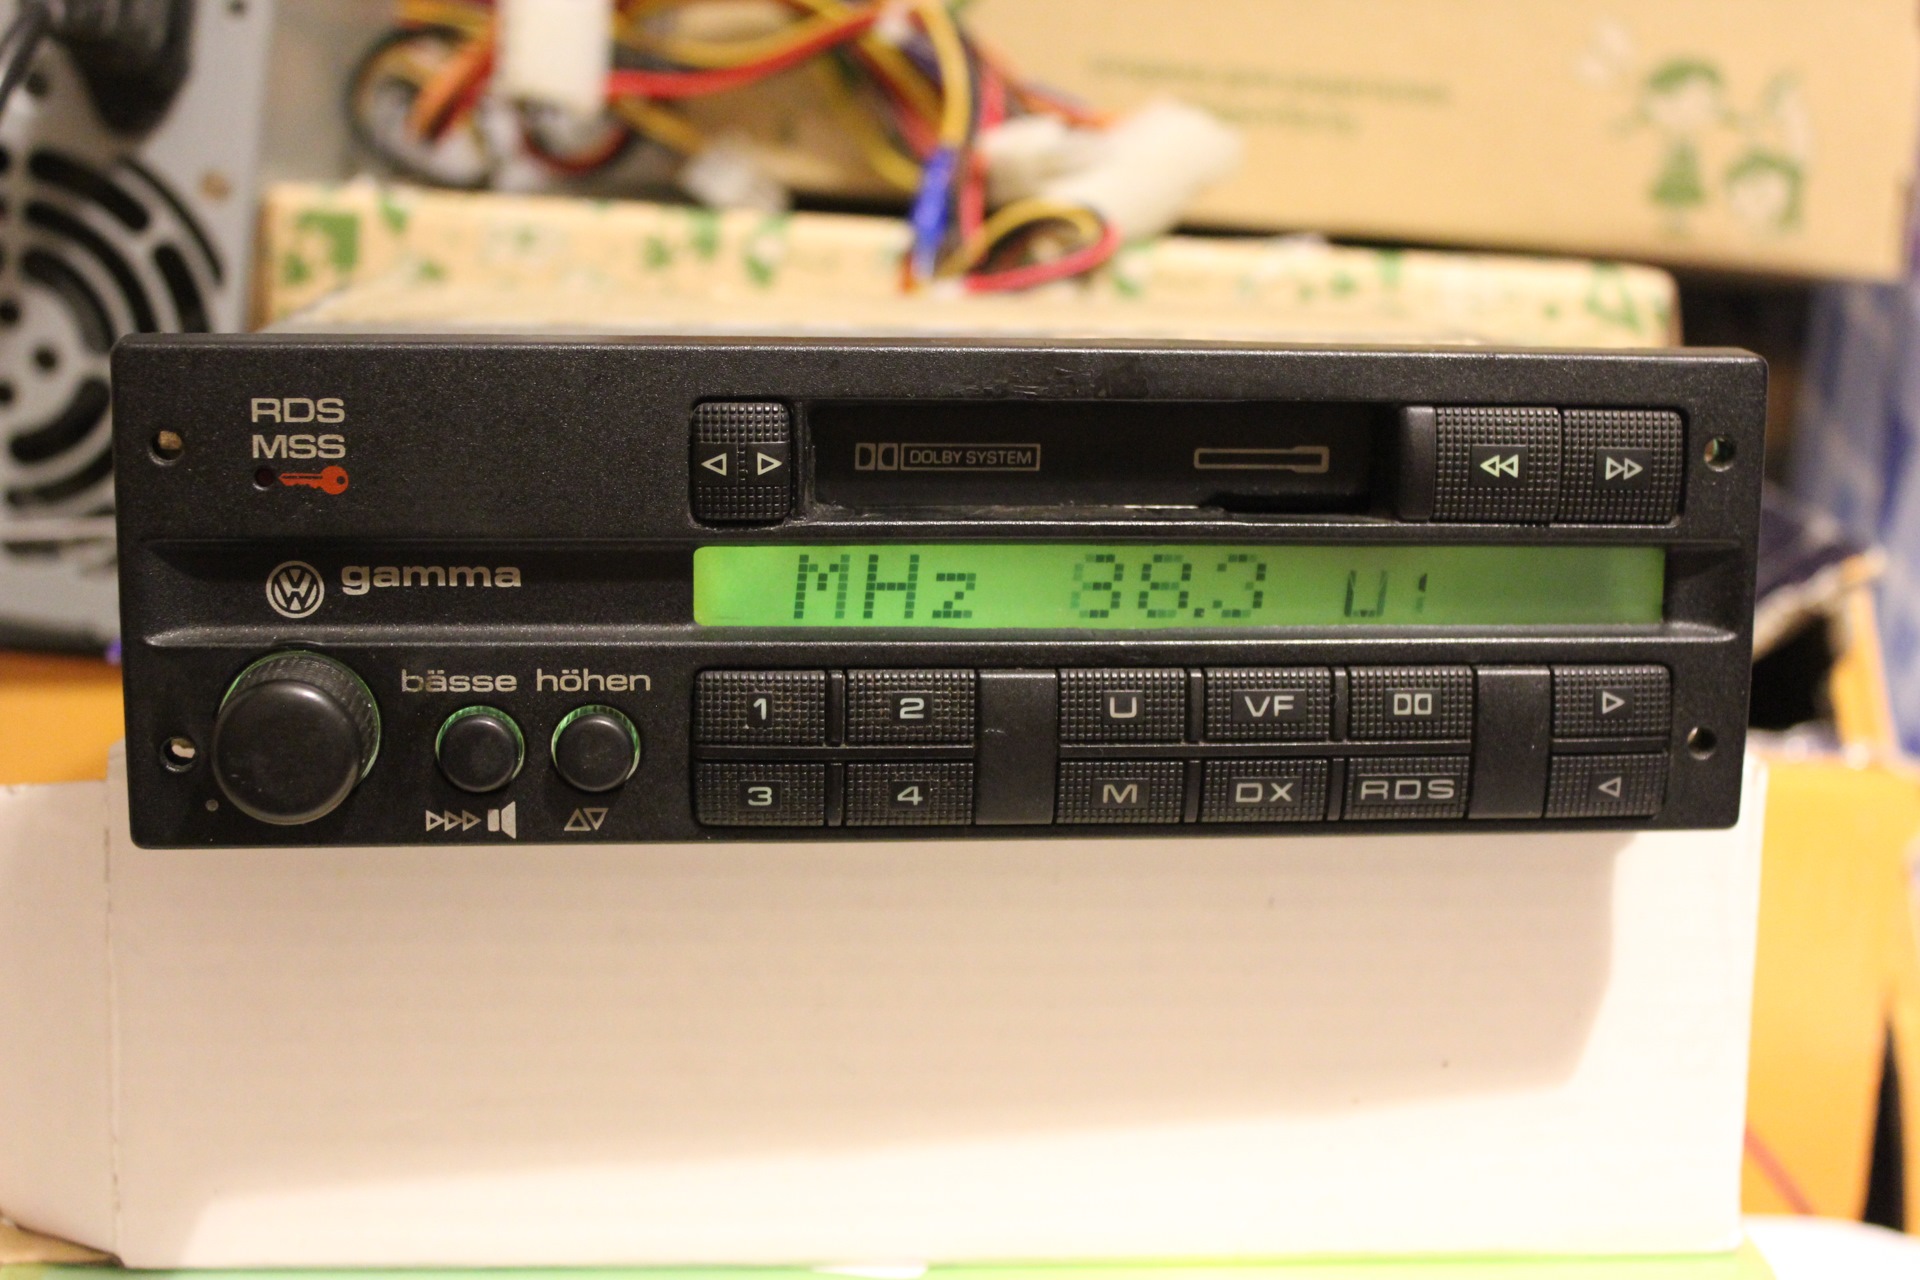 RDS
MSS
DOLBY SYSTEM
gamma
MHz 88.3 U1
bässe höhen
1 2 U VF
3 4 M DX RDS